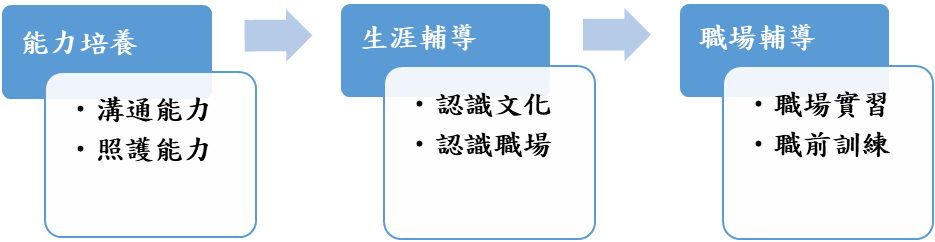 能力培養
・溝通能力
・照護能力
生涯輔導
・認識文化
・認識職場
職場輔導
・職場實習
・職前訓練